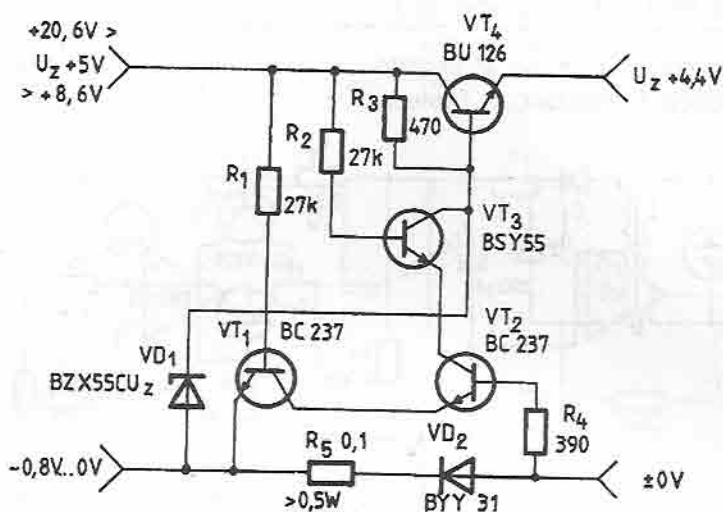 +20,6V >
Uz +5V
> +8,6V
VT4
BU 126
Uz +4,4V
R3
470
R2
27k
R1
27k
VT3
BSY55
VT1
BC 237
VT2
BC 237
VD1
BZX55CUz
R4
390
R5 0,1
>0,5W
VD2
BYY 31
-0,8V...0V
±0V